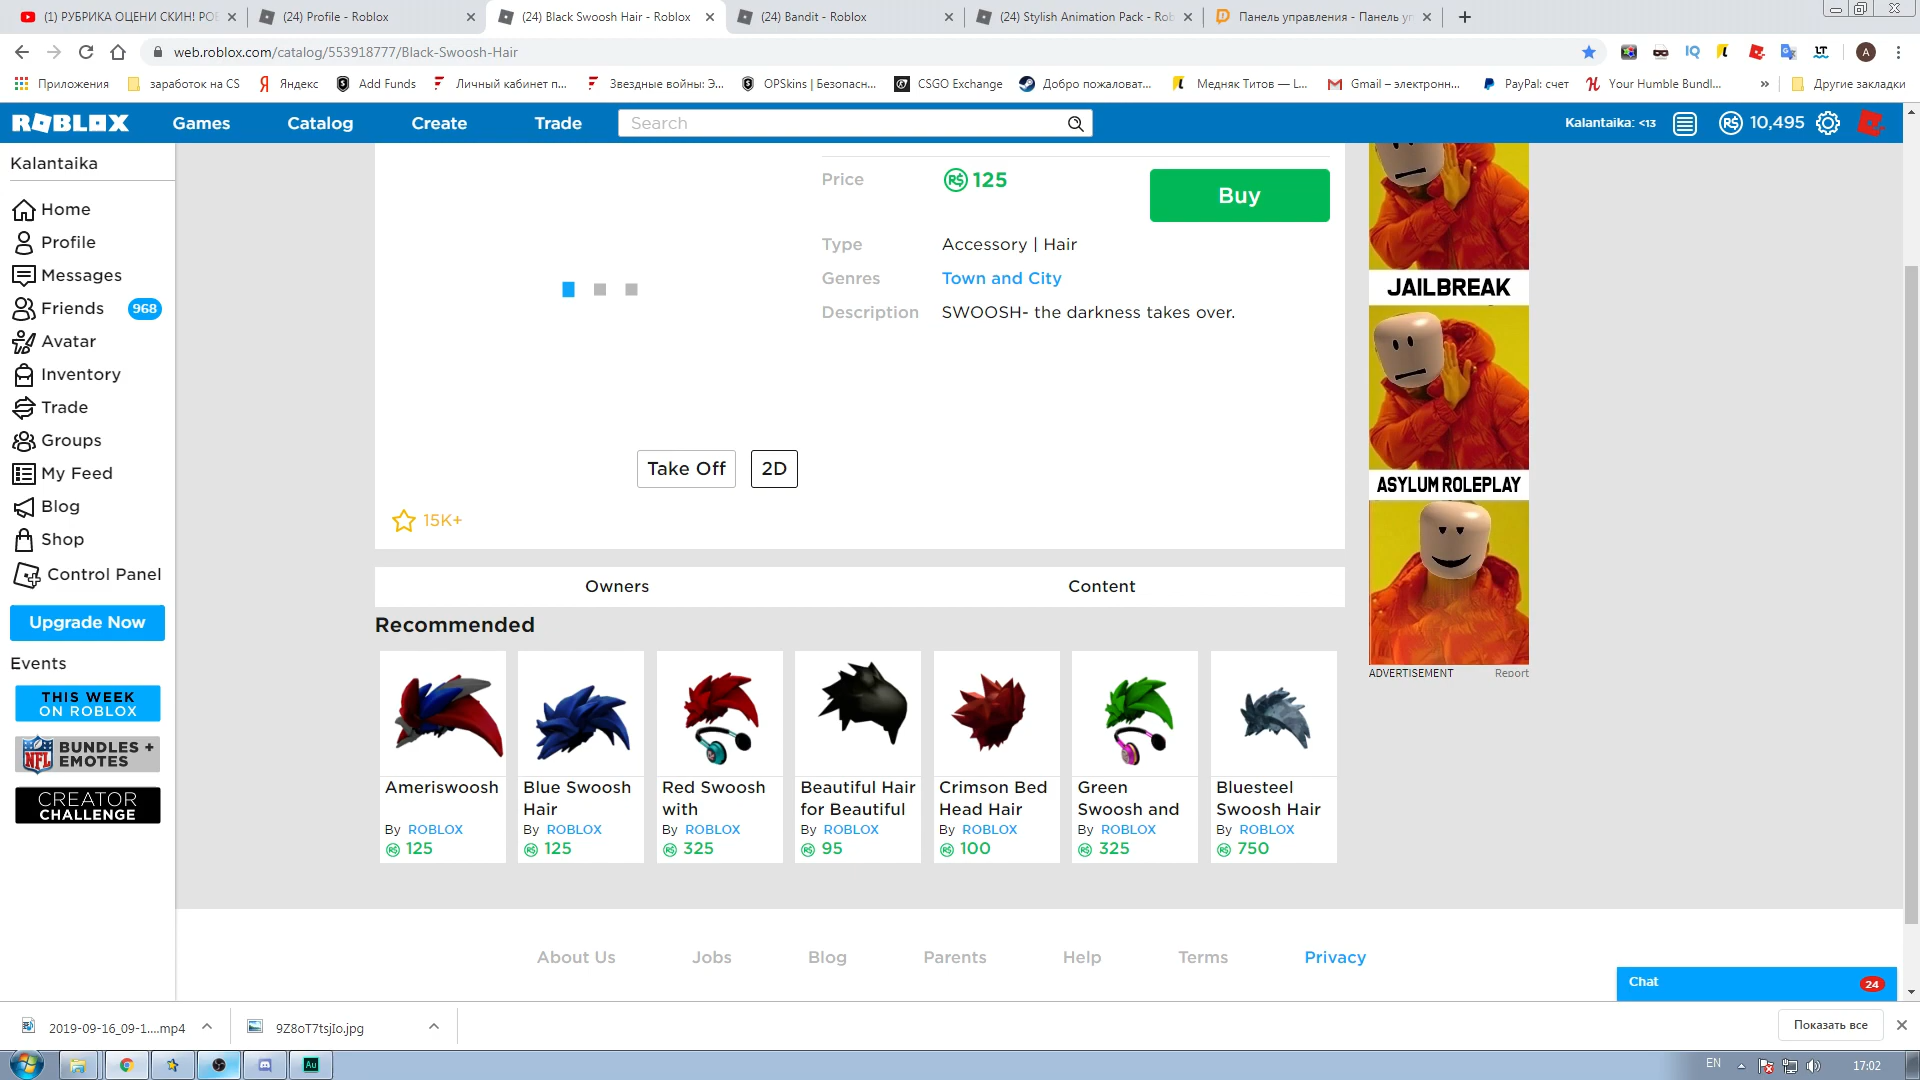 (1) РУБРИКА ОЦЕНИ СКИН! РОБ
(24) Profile - Roblox
(24) Black Swoosh Hair - Roblox
(24) Bandit - Roblox
(24) Stylish Animation Pack - Rob
Панель управления - Панель уп
web.roblox.com/catalog/553918777/Black-Swoosh-Hair
IQ
LT
A
Приложения
заработок на CS
Яндекс
Add Funds
Личный кабинет п...
Звездные войны: Э...
OPSkins | Безопасн...
CSGO Exchange
Добро пожаловат...
Медняк Титов — L...
Gmail – электронн...
PayPal: счет
Your Humble Bundl...
»
Другие закладки
ROBLOX
Games
Catalog
Create
Trade
Search
Kalantaika: <13
R$ 10,495
Kalantaika
Home
Profile
Messages
Friends 968
Avatar
Inventory
Trade
Groups
My Feed
Blog
Shop
Control Panel
Upgrade Now
Events
THIS WEEK
ON ROBLOX
NFL
BUNDLES +
EMOTES
CREATOR
CHALLENGE
Price
R$ 125
Buy
Type
Accessory | Hair
Genres
Town and City
Description
SWOOSH- the darkness takes over.
Take Off
2D
15K+
Owners
Content
Recommended
Ameriswoosh
By ROBLOX
R$ 125
Blue Swoosh
Hair
By ROBLOX
R$ 125
Red Swoosh
with
By ROBLOX
R$ 325
Beautiful Hair
for Beautiful
By ROBLOX
R$ 95
Crimson Bed
Head Hair
By ROBLOX
R$ 100
Green
Swoosh and
By ROBLOX
R$ 325
Bluesteel
Swoosh Hair
By ROBLOX
R$ 750
JAILBREAK
ASYLUM ROLEPLAY
ADVERTISEMENT
Report
About Us
Jobs
Blog
Parents
Help
Terms
Privacy
Chat
24
2019-09-16_09-1....mp4
9Z8oT7tsjIo.jpg
Показать все
Au
EN
17:02